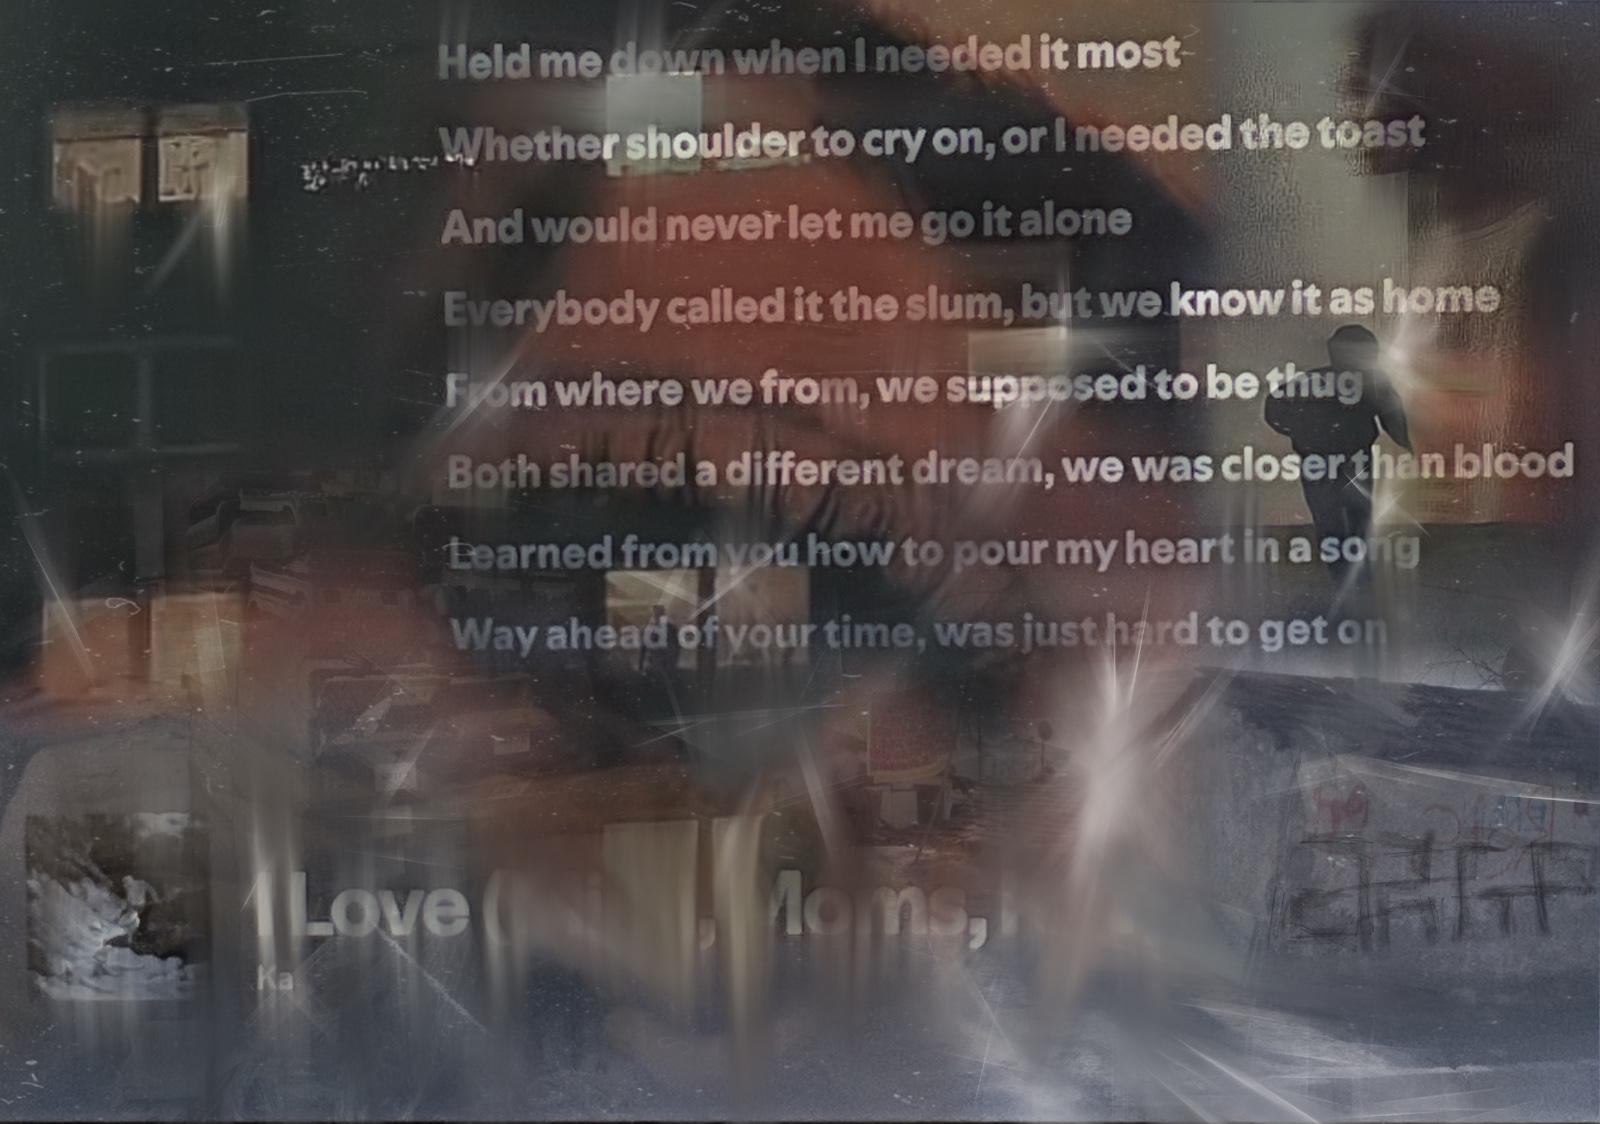 Held me down when I needed it most
Whether shoulder to cry on, or I needed the toast
And would never let me go it alone
Everybody called it the slum, but we know it as home
From where we from, we supposed to be thug
Both shared a different dream, we was closer than blood
Learned from you how to pour my heart in a song
Way ahead of your time, was just hard to get on
I Love ( Moms,
Ka